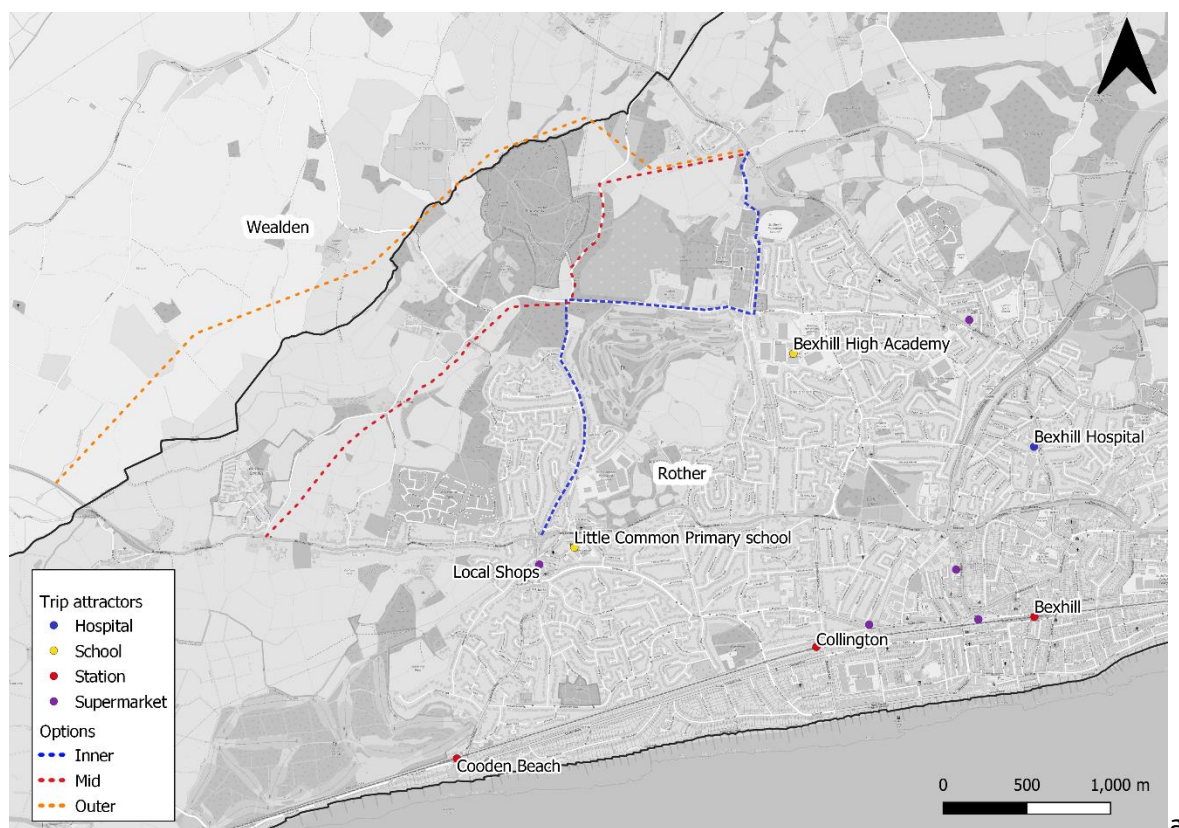 Wealden
Bexhill High Academy
Bexhill Hospital
Rother
Little Common Primary school
Local Shops
Bexhill
Collington
Cooden Beach
Trip attractors
Hospital
School
Station
Supermarket
Options
Inner
Mid
Outer
0 500 1,000 m
a